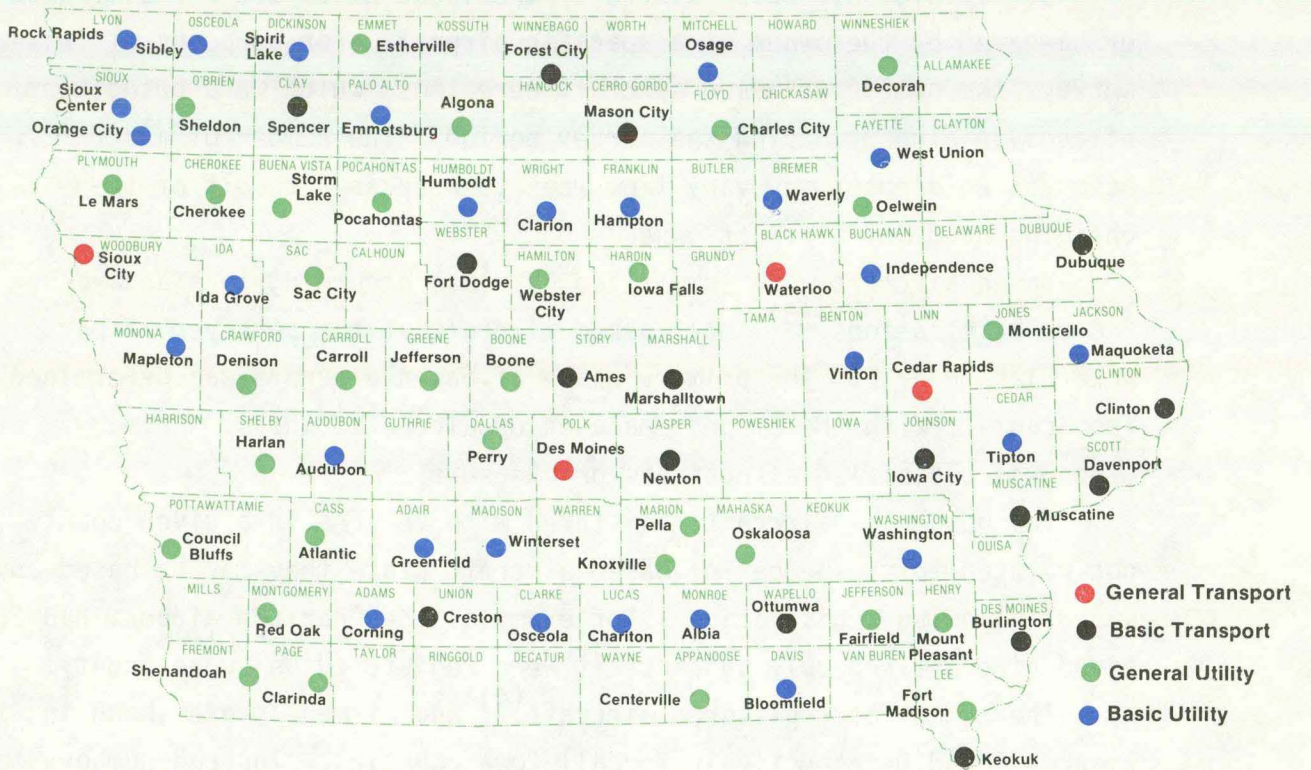 LYON OSCEOLA DICKINSON EMMET KOSSUTH WINNEBAGO WORTH MITCHELL HOWARD WINNESHIEK
Rock Rapids
Sibley
Spirit
Lake
Estherville
Forest City
Osage
ALLAMAKEE
Decorah
SIOUX O'BRIEN CLAY PALO ALTO HANCOCK CERRO GORDO FLOYD CHICKASAW
Sioux
Center
Orange City
Sheldon
Spencer
Emmetsburg
Algona
Mason City
Charles City
FAYETTE CLAYTON
West Union
PLYMOUTH CHEROKEE BUENA VISTA POCAHONTAS HUMBOLDT WRIGHT FRANKLIN BUTLER BREMER
Le Mars
Cherokee
Storm
Lake
Pocahontas
Humboldt
Clarion
Hampton
Waverly
Oelwein
WOODBURY IDA SAC CALHOUN WEBSTER HAMILTON HARDIN GRUNDY BLACK HAWK BUCHANAN DELAWARE DUBUQUE
Sioux
City
Ida Grove
Sac City
Fort Dodge
Webster
City
Iowa Falls
Waterloo
Independence
Dubuque
MONONA CRAWFORD CARROLL GREENE BOONE STORY MARSHALL TAMA BENTON LINN JONES JACKSON
Mapleton
Denison
Carroll
Jefferson
Boone
Ames
Marshalltown
Vinton
Cedar Rapids
Monticello
Maquoketa
CLINTON
Clinton
CEDAR
HARRISON SHELBY AUDUBON GUTHRIE DALLAS POLK JASPER POWESHIEK IOWA JOHNSON
Harlan
Audubon
Perry
Des Moines
Newton
Iowa City
Tipton
SCOTT
Davenport
MUSCATINE
Muscatine
POTTAWATTAMIE CASS ADAIR MADISON WARREN MARION MAHASKA KEOKUK WASHINGTON
Council
Bluffs
Atlantic
Greenfield
Winterset
Pella
Knoxville
Oskaloosa
Washington
OUISA
MILLS MONTGOMERY ADAMS UNION CLARKE LUCAS MONROE WAPELLO JEFFERSON HENRY DES MOINES
Red Oak
Corning
Creston
Osceola
Chariton
Albia
Ottumwa
Fairfield
Mount
Pleasant
Burlington
FREMONT PAGE TAYLOR RINGGOLD DECATUR WAYNE APPANOOSE DAVIS VAN BUREN LEE
Shenandoah
Clarinda
Centerville
Bloomfield
Fort
Madison
Keokuk
General Transport
Basic Transport
General Utility
Basic Utility